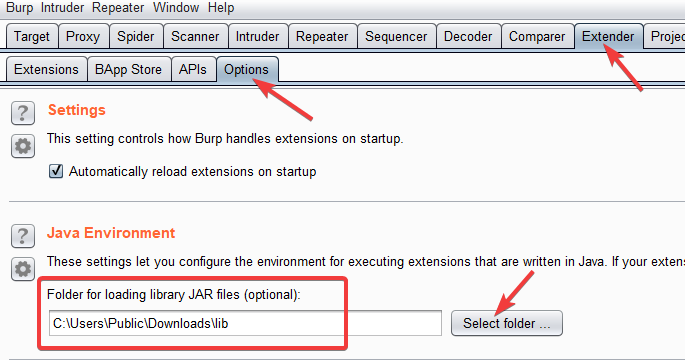 Burp Intruder Repeater Window Help
Target Proxy Spider Scanner Intruder Repeater Sequencer Decoder Comparer Extender Projec
Extensions BApp Store APIs Options
? Settings
This setting controls how Burp handles extensions on startup.
Automatically reload extensions on startup
? Java Environment
These settings let you configure the environment for executing extensions that are written in Java. If your exten
Folder for loading library JAR files (optional):
C:\Users\Public\Downloads\lib Select folder ...